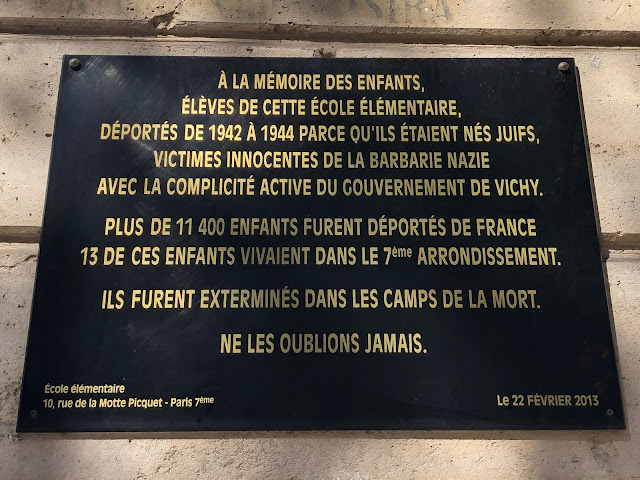 À LA MÉMOIRE DES ENFANTS,
ÉLÈVES DE CETTE ÉCOLE ÉLÉMENTAIRE,
DÉPORTÉS DE 1942 À 1944 PARCE QU'ILS ÉTAIENT NÉS JUIFS,
VICTIMES INNOCENTES DE LA BARBARIE NAZIE
AVEC LA COMPLICITÉ ACTIVE DU GOUVERNEMENT DE VICHY.
PLUS DE 11 400 ENFANTS FURENT DÉPORTÉS DE FRANCE
13 DE CES ENFANTS VIVAIENT DANS LE 7ème ARRONDISSEMENT.
ILS FURENT EXTERMINÉS DANS LES CAMPS DE LA MORT.
NE LES OUBLIONS JAMAIS.
École élémentaire
10, rue de la Motte Picquet - Paris 7ème
Le 22 FÉVRIER 2013